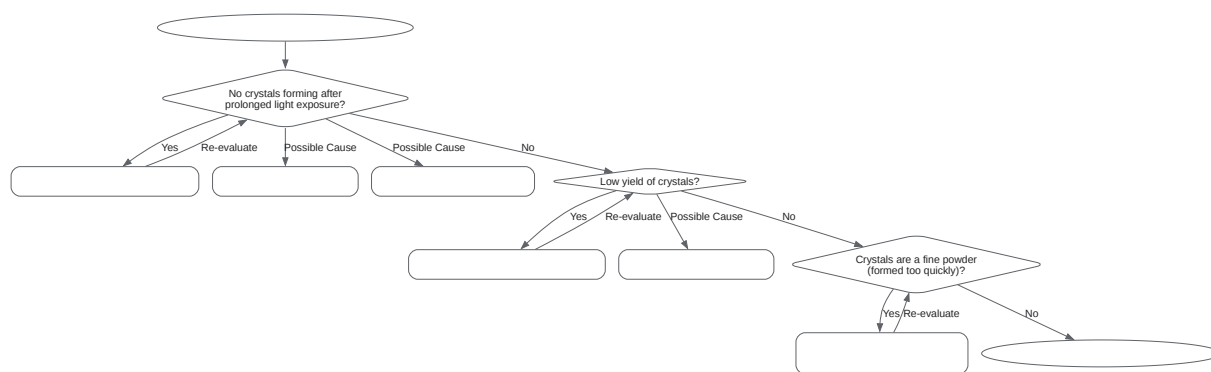 No crystals forming after
prolonged light exposure?
Yes
Re-evaluate
Possible Cause
Possible Cause
No
Low yield of crystals?
Yes
Re-evaluate
Possible Cause
No
Crystals are a fine powder
(formed too quickly)?
Yes
Re-evaluate
No